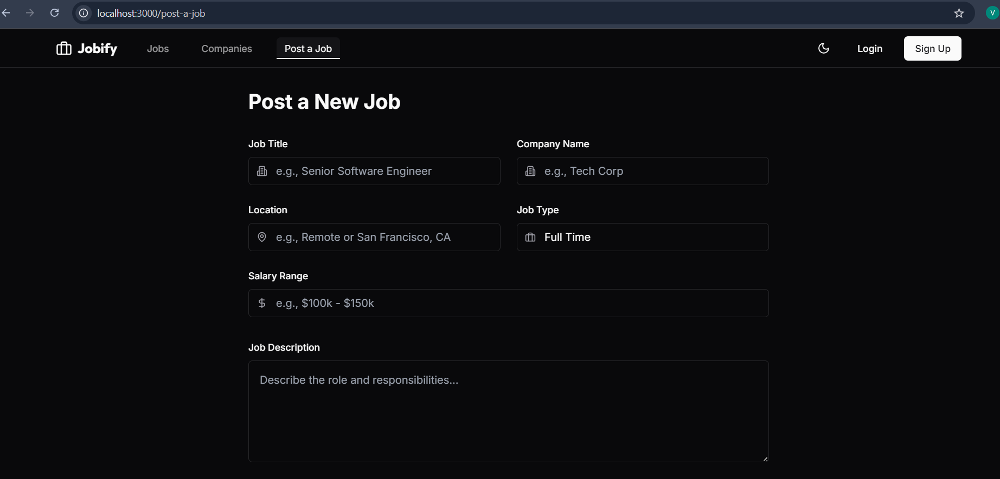 localhost:3000/post-a-job
V
Jobify Jobs Companies Post a Job Login Sign Up
Post a New Job
Job Title Company Name
e.g., Senior Software Engineer e.g., Tech Corp
Location Job Type
e.g., Remote or San Francisco, CA Full Time
Salary Range
$ e.g., $100k - $150k
Job Description
Describe the role and responsibilities...